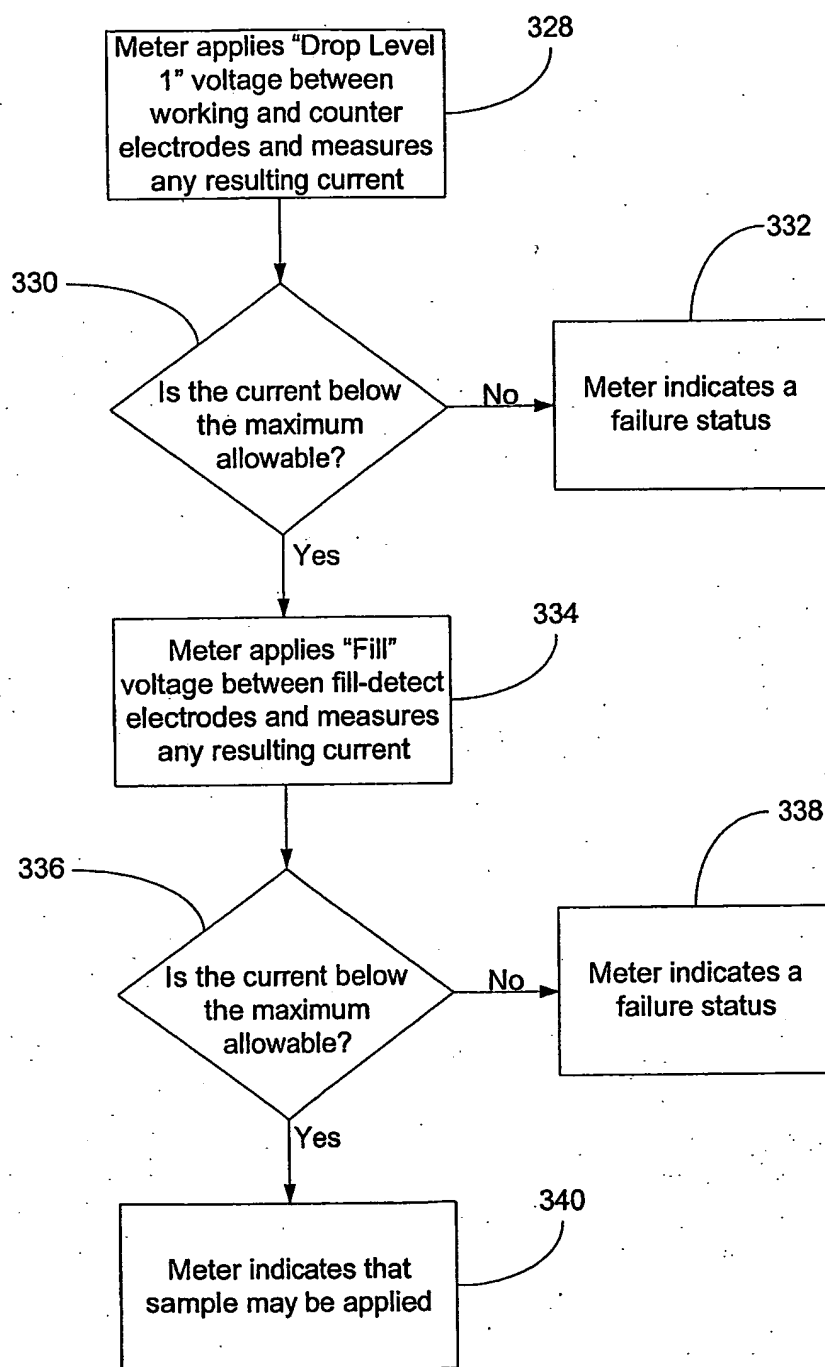 328
Meter applies “Drop Level
1” voltage between
working and counter
electrodes and measures
any resulting current
332
330
Is the current below
the maximum
allowable?
No
Meter indicates a
failure status
Yes
334
Meter applies “Fill”
voltage between fill-detect
electrodes and measures
any resulting current
338
336
Is the current below
the maximum
allowable?
No
Meter indicates a
failure status
Yes
340
Meter indicates that
sample may be applied